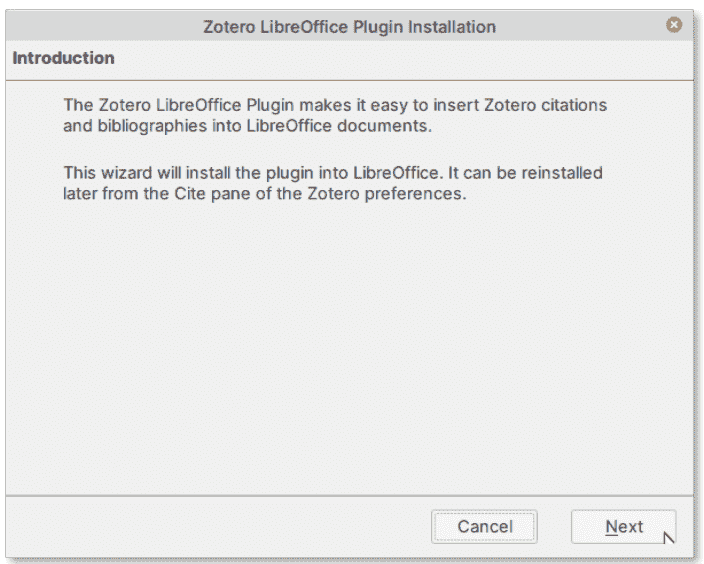 Zotero LibreOffice Plugin Installation
Introduction
The Zotero LibreOffice Plugin makes it easy to insert Zotero citations
and bibliographies into LibreOffice documents.
This wizard will install the plugin into LibreOffice. It can be reinstalled
later from the Cite pane of the Zotero preferences.
Cancel
Next